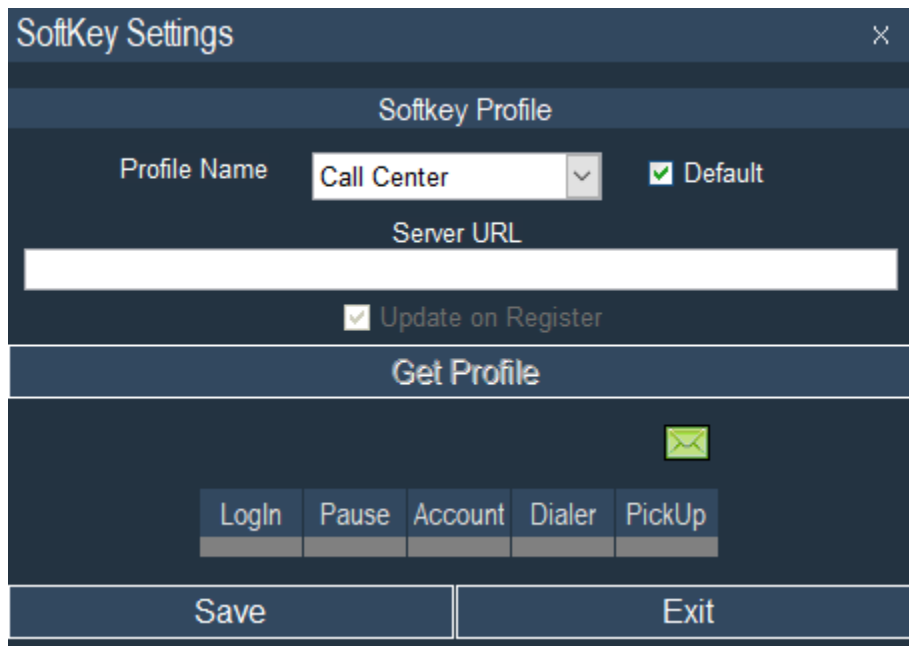 SoftKey Settings
Softkey Profile
Profile Name Call Center Default
Server URL
Update on Register
Get Profile
LogIn Pause Account Dialer PickUp
Save Exit